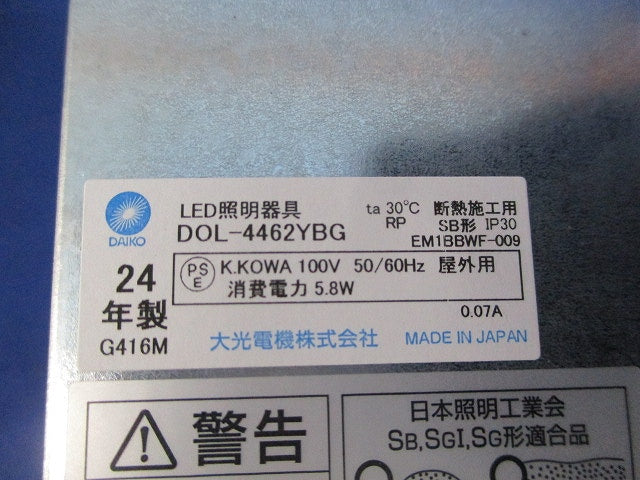 DAIKO
LED照明器具
DOL-4462YBG
ta 30℃ 断熱施工用
RP SB形 IP30
EM1BBWF-009
24
年製
G416M
PS
E
K.KOWA 100V 50/60Hz 屋外用
消費電力 5.8W
0.07A
大光電機株式会社 MADE IN JAPAN
警告
日本照明工業会
SB,SGI,SG形適合品